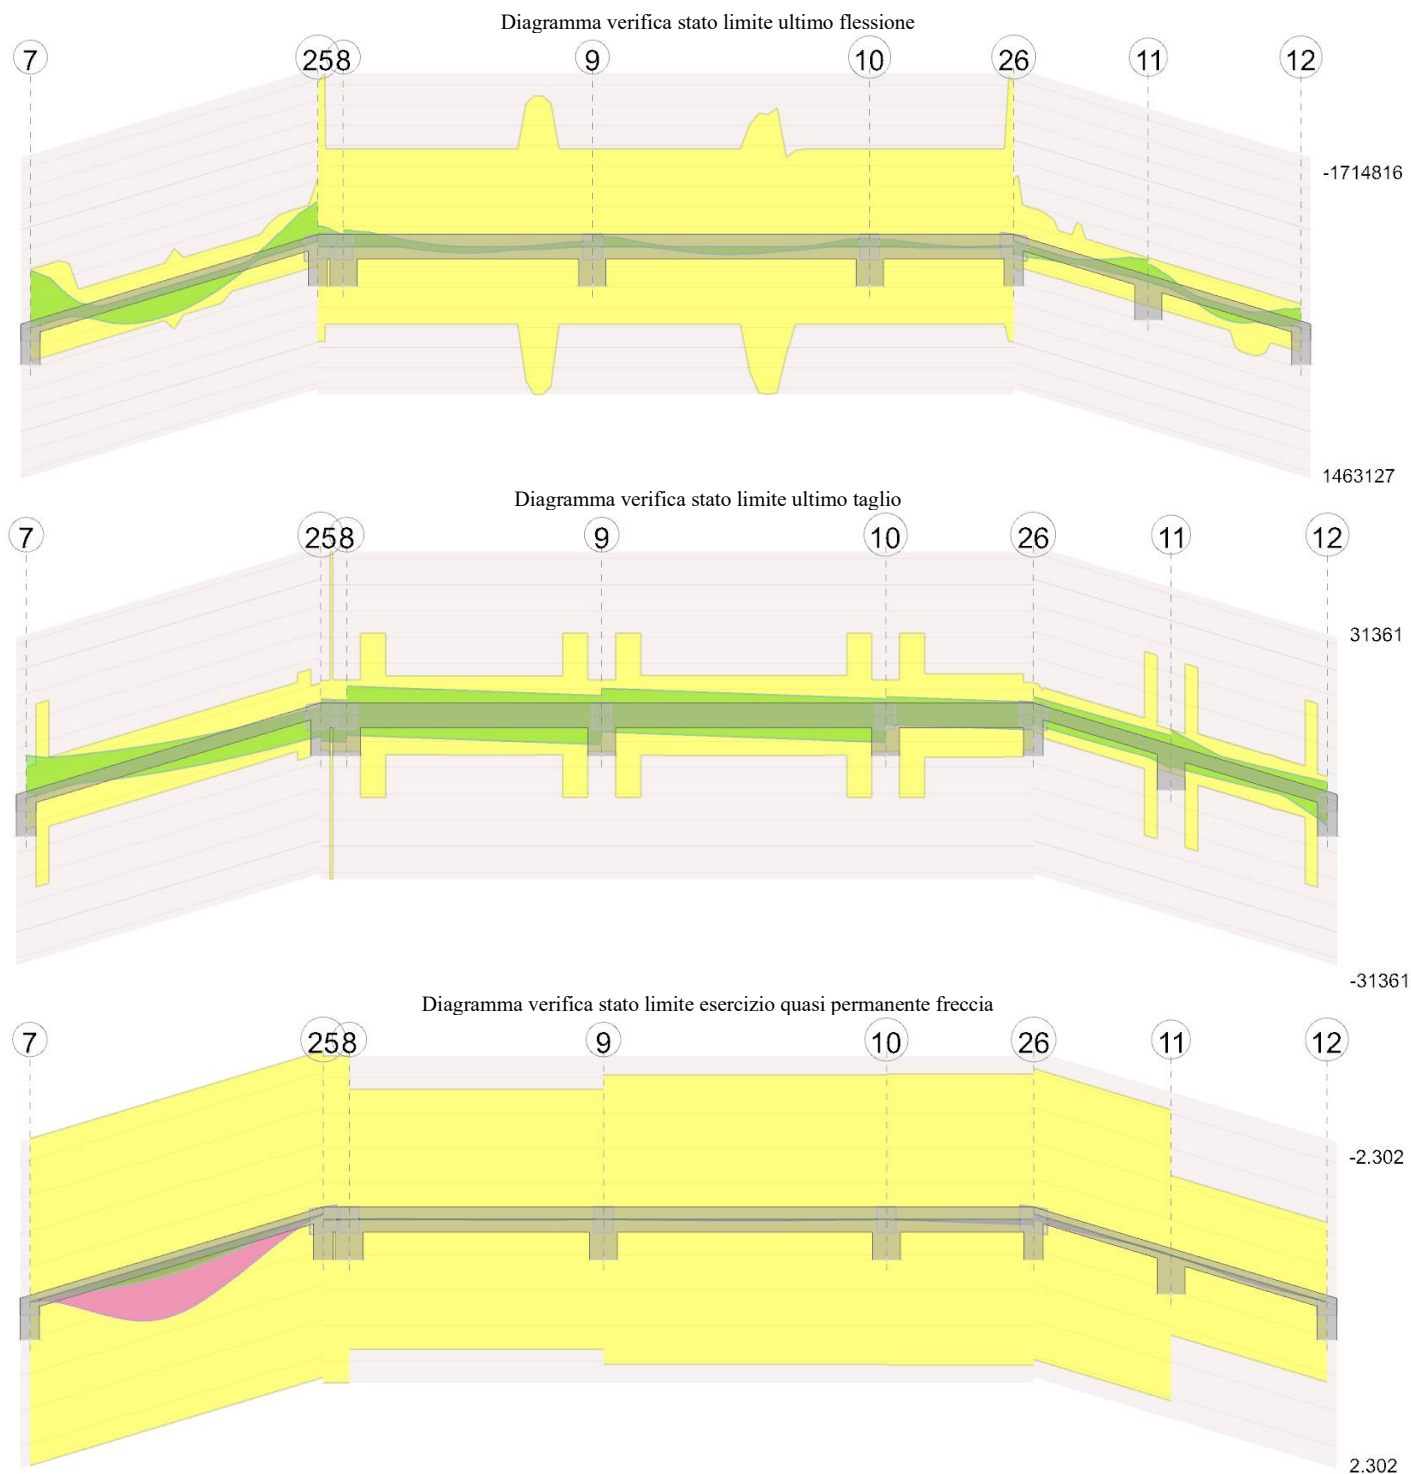 Diagramma verifica stato limite ultimo flessione
7 25 8 9 10 26 11 12
-1714816
1463127
Diagramma verifica stato limite ultimo taglio
7 25 8 9 10 26 11 12
31361
-31361
Diagramma verifica stato limite esercizio quasi permanente freccia
7 25 8 9 10 26 11 12
-2.302
2.302